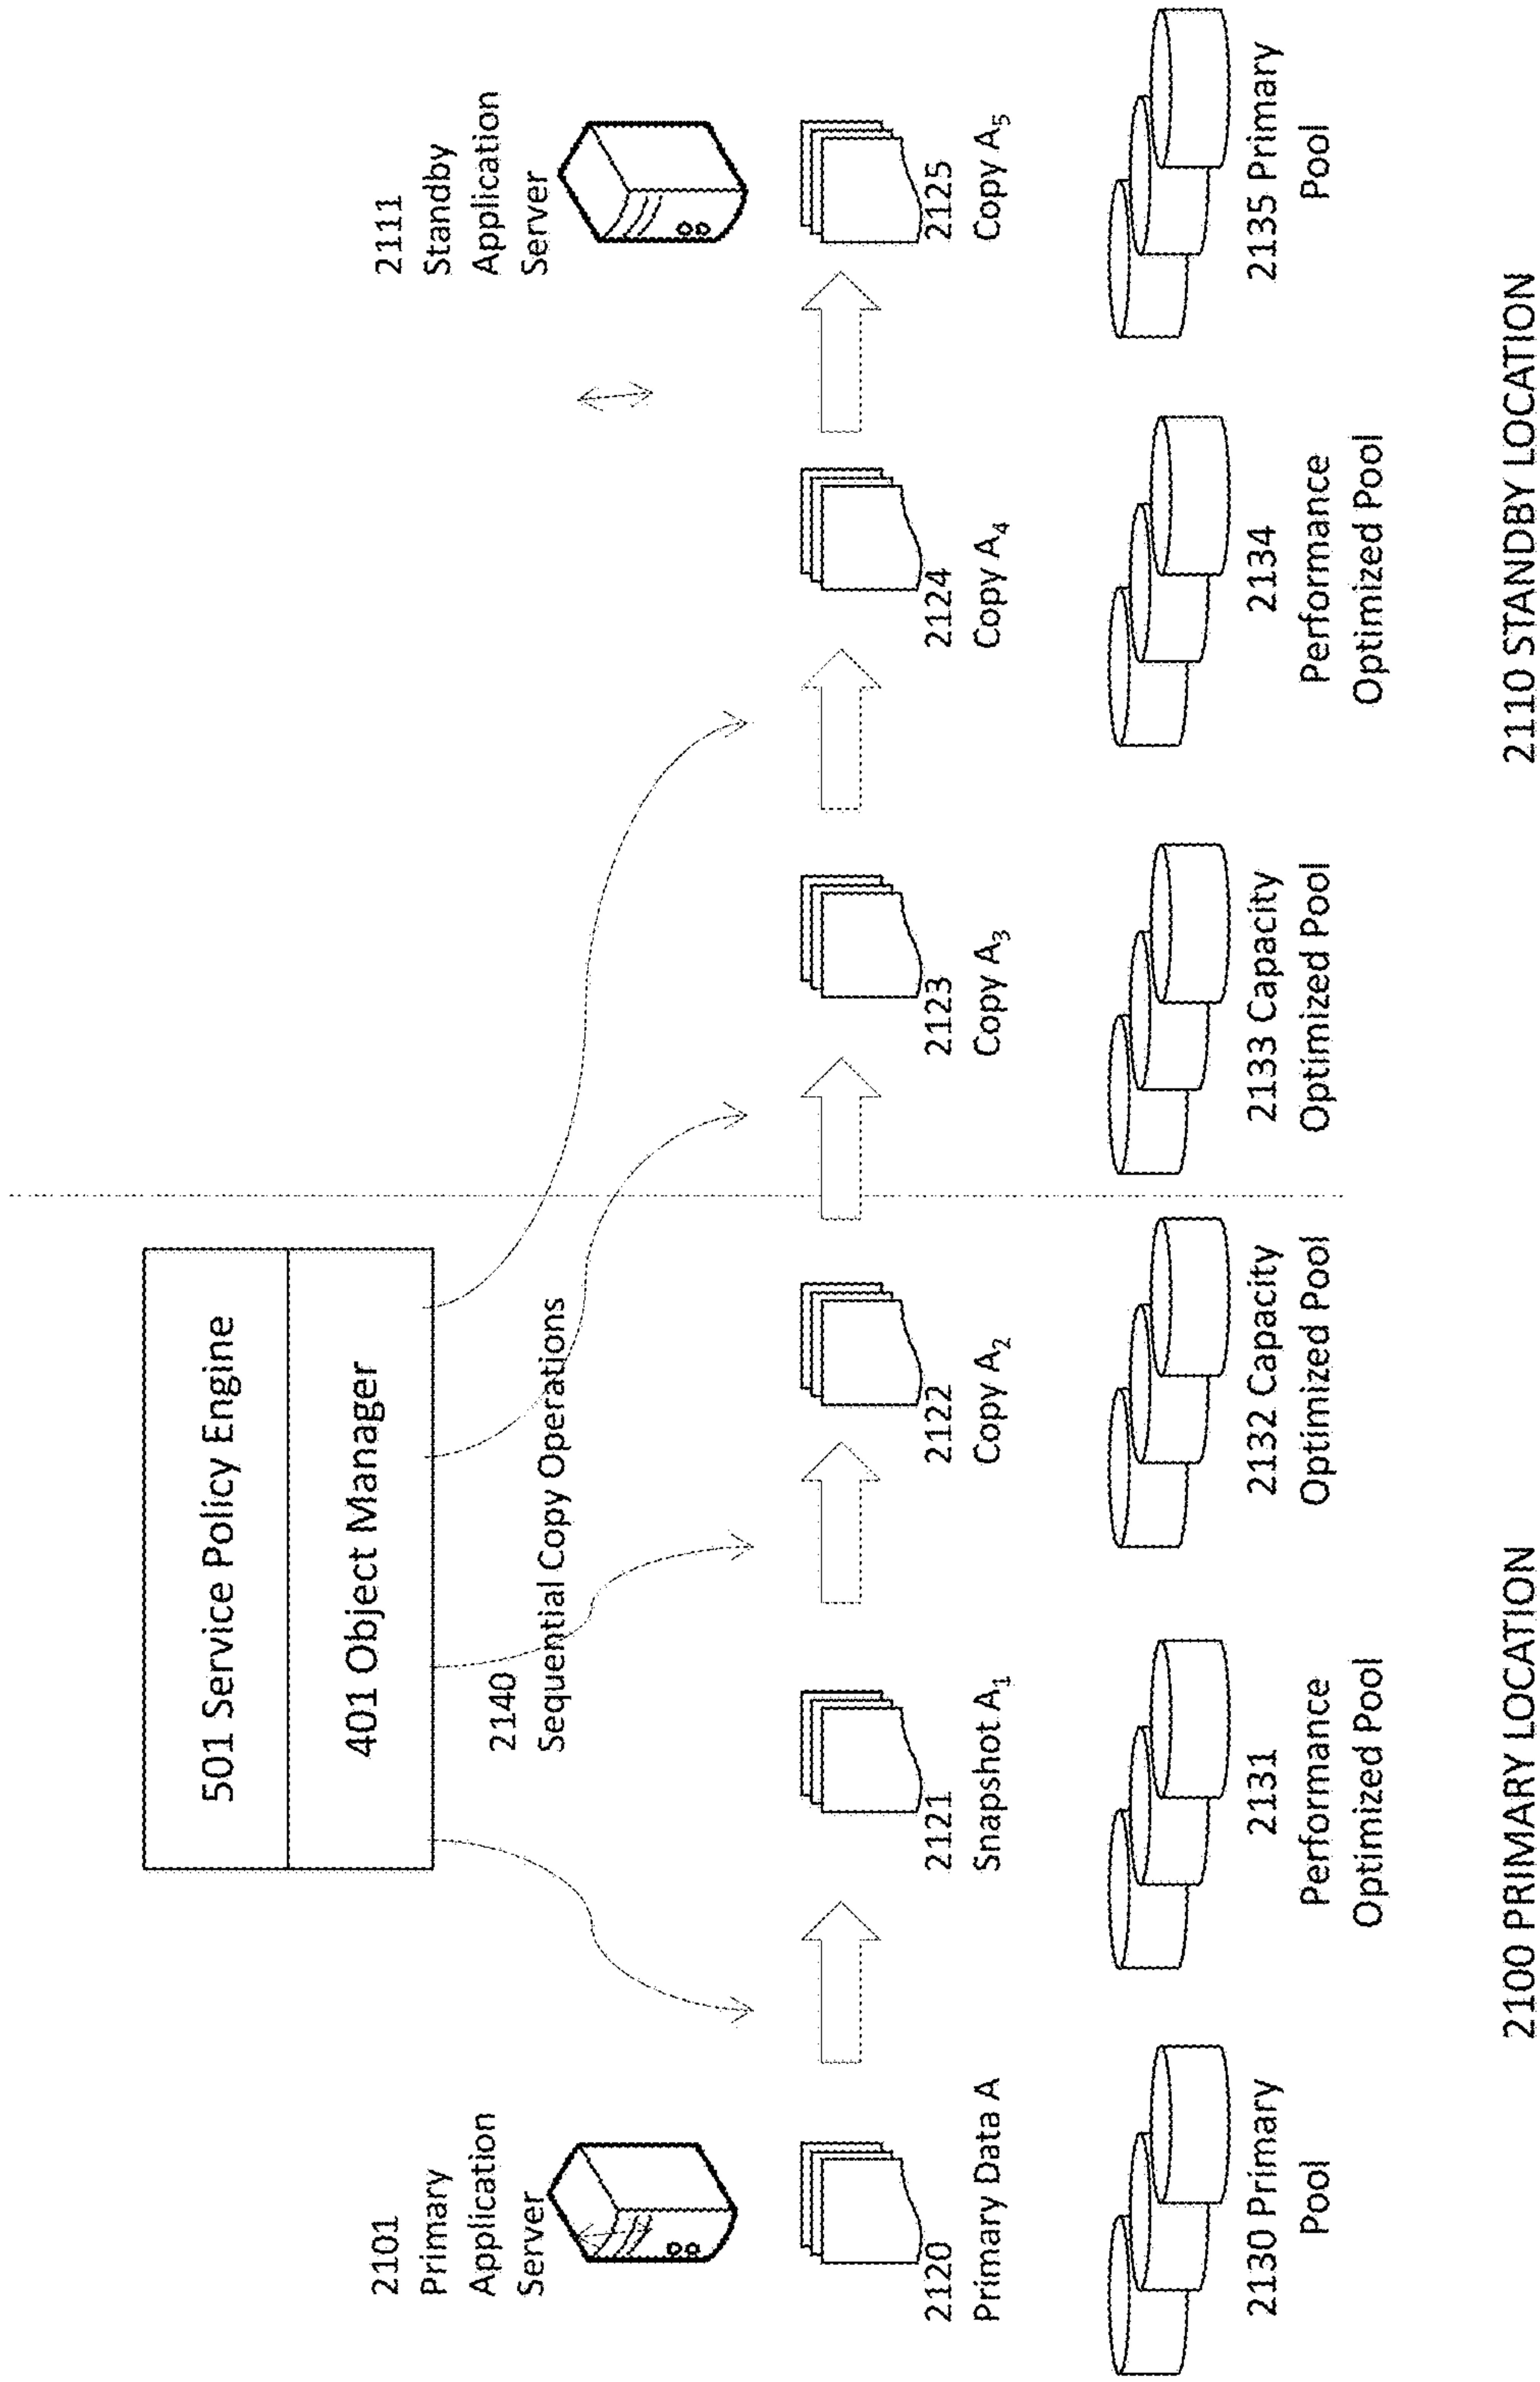 501 Service Policy Engine
401 Object Manager
2101
Primary
Application
Server
2140
Sequential Copy Operations
2111
Standby
Application
Server
2120
Primary Data A
2121
Snapshot A₁
2122
Copy A₂
2123
Copy A₃
2124
Copy A₄
2125
Copy A₅
2130 Primary
Pool
2131
Performance
Optimized Pool
2132 Capacity
Optimized Pool
2133 Capacity
Optimized Pool
2134
Performance
Optimized Pool
2135 Primary
Pool
2100 PRIMARY LOCATION
2110 STANDBY LOCATION